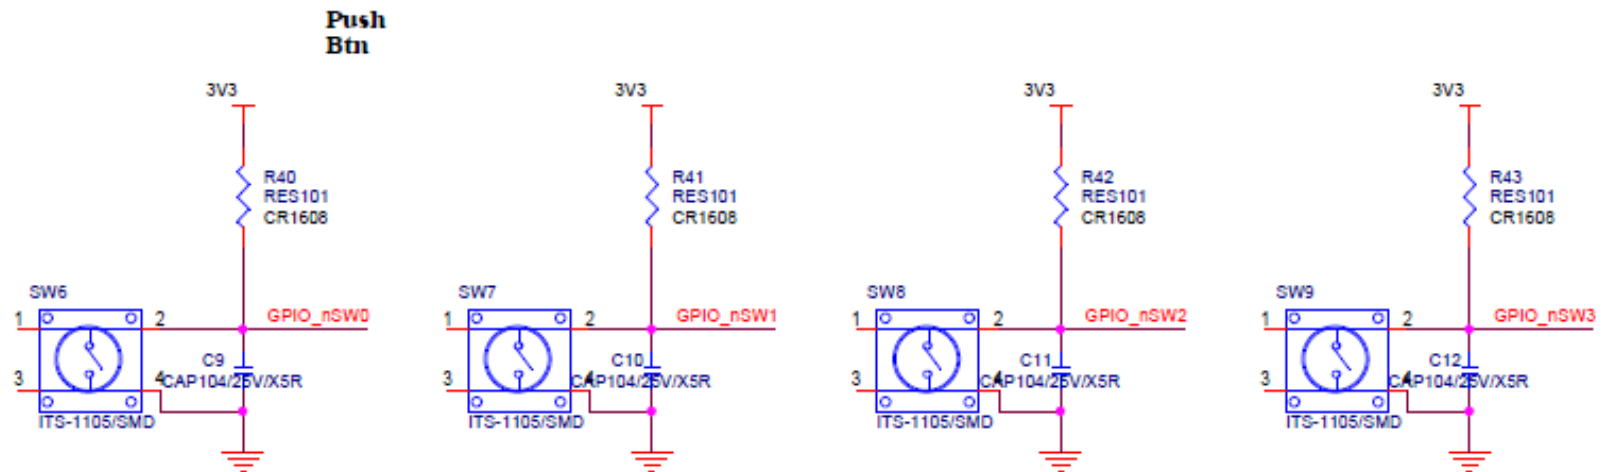 Push
Btn
3V3
3V3
3V3
3V3
R40
RES101
CR1608
R41
RES101
CR1608
R42
RES101
CR1608
R43
RES101
CR1608
SW6
1
2
3
4
GPIO_nSW0
C9
CAP104/25V/X5R
ITS-1105/SMD
SW7
1
2
3
4
GPIO_nSW1
C10
CAP104/25V/X5R
ITS-1105/SMD
SW8
1
2
3
4
GPIO_nSW2
C11
CAP104/25V/X5R
ITS-1105/SMD
SW9
1
2
3
4
GPIO_nSW3
C12
CAP104/25V/X5R
ITS-1105/SMD